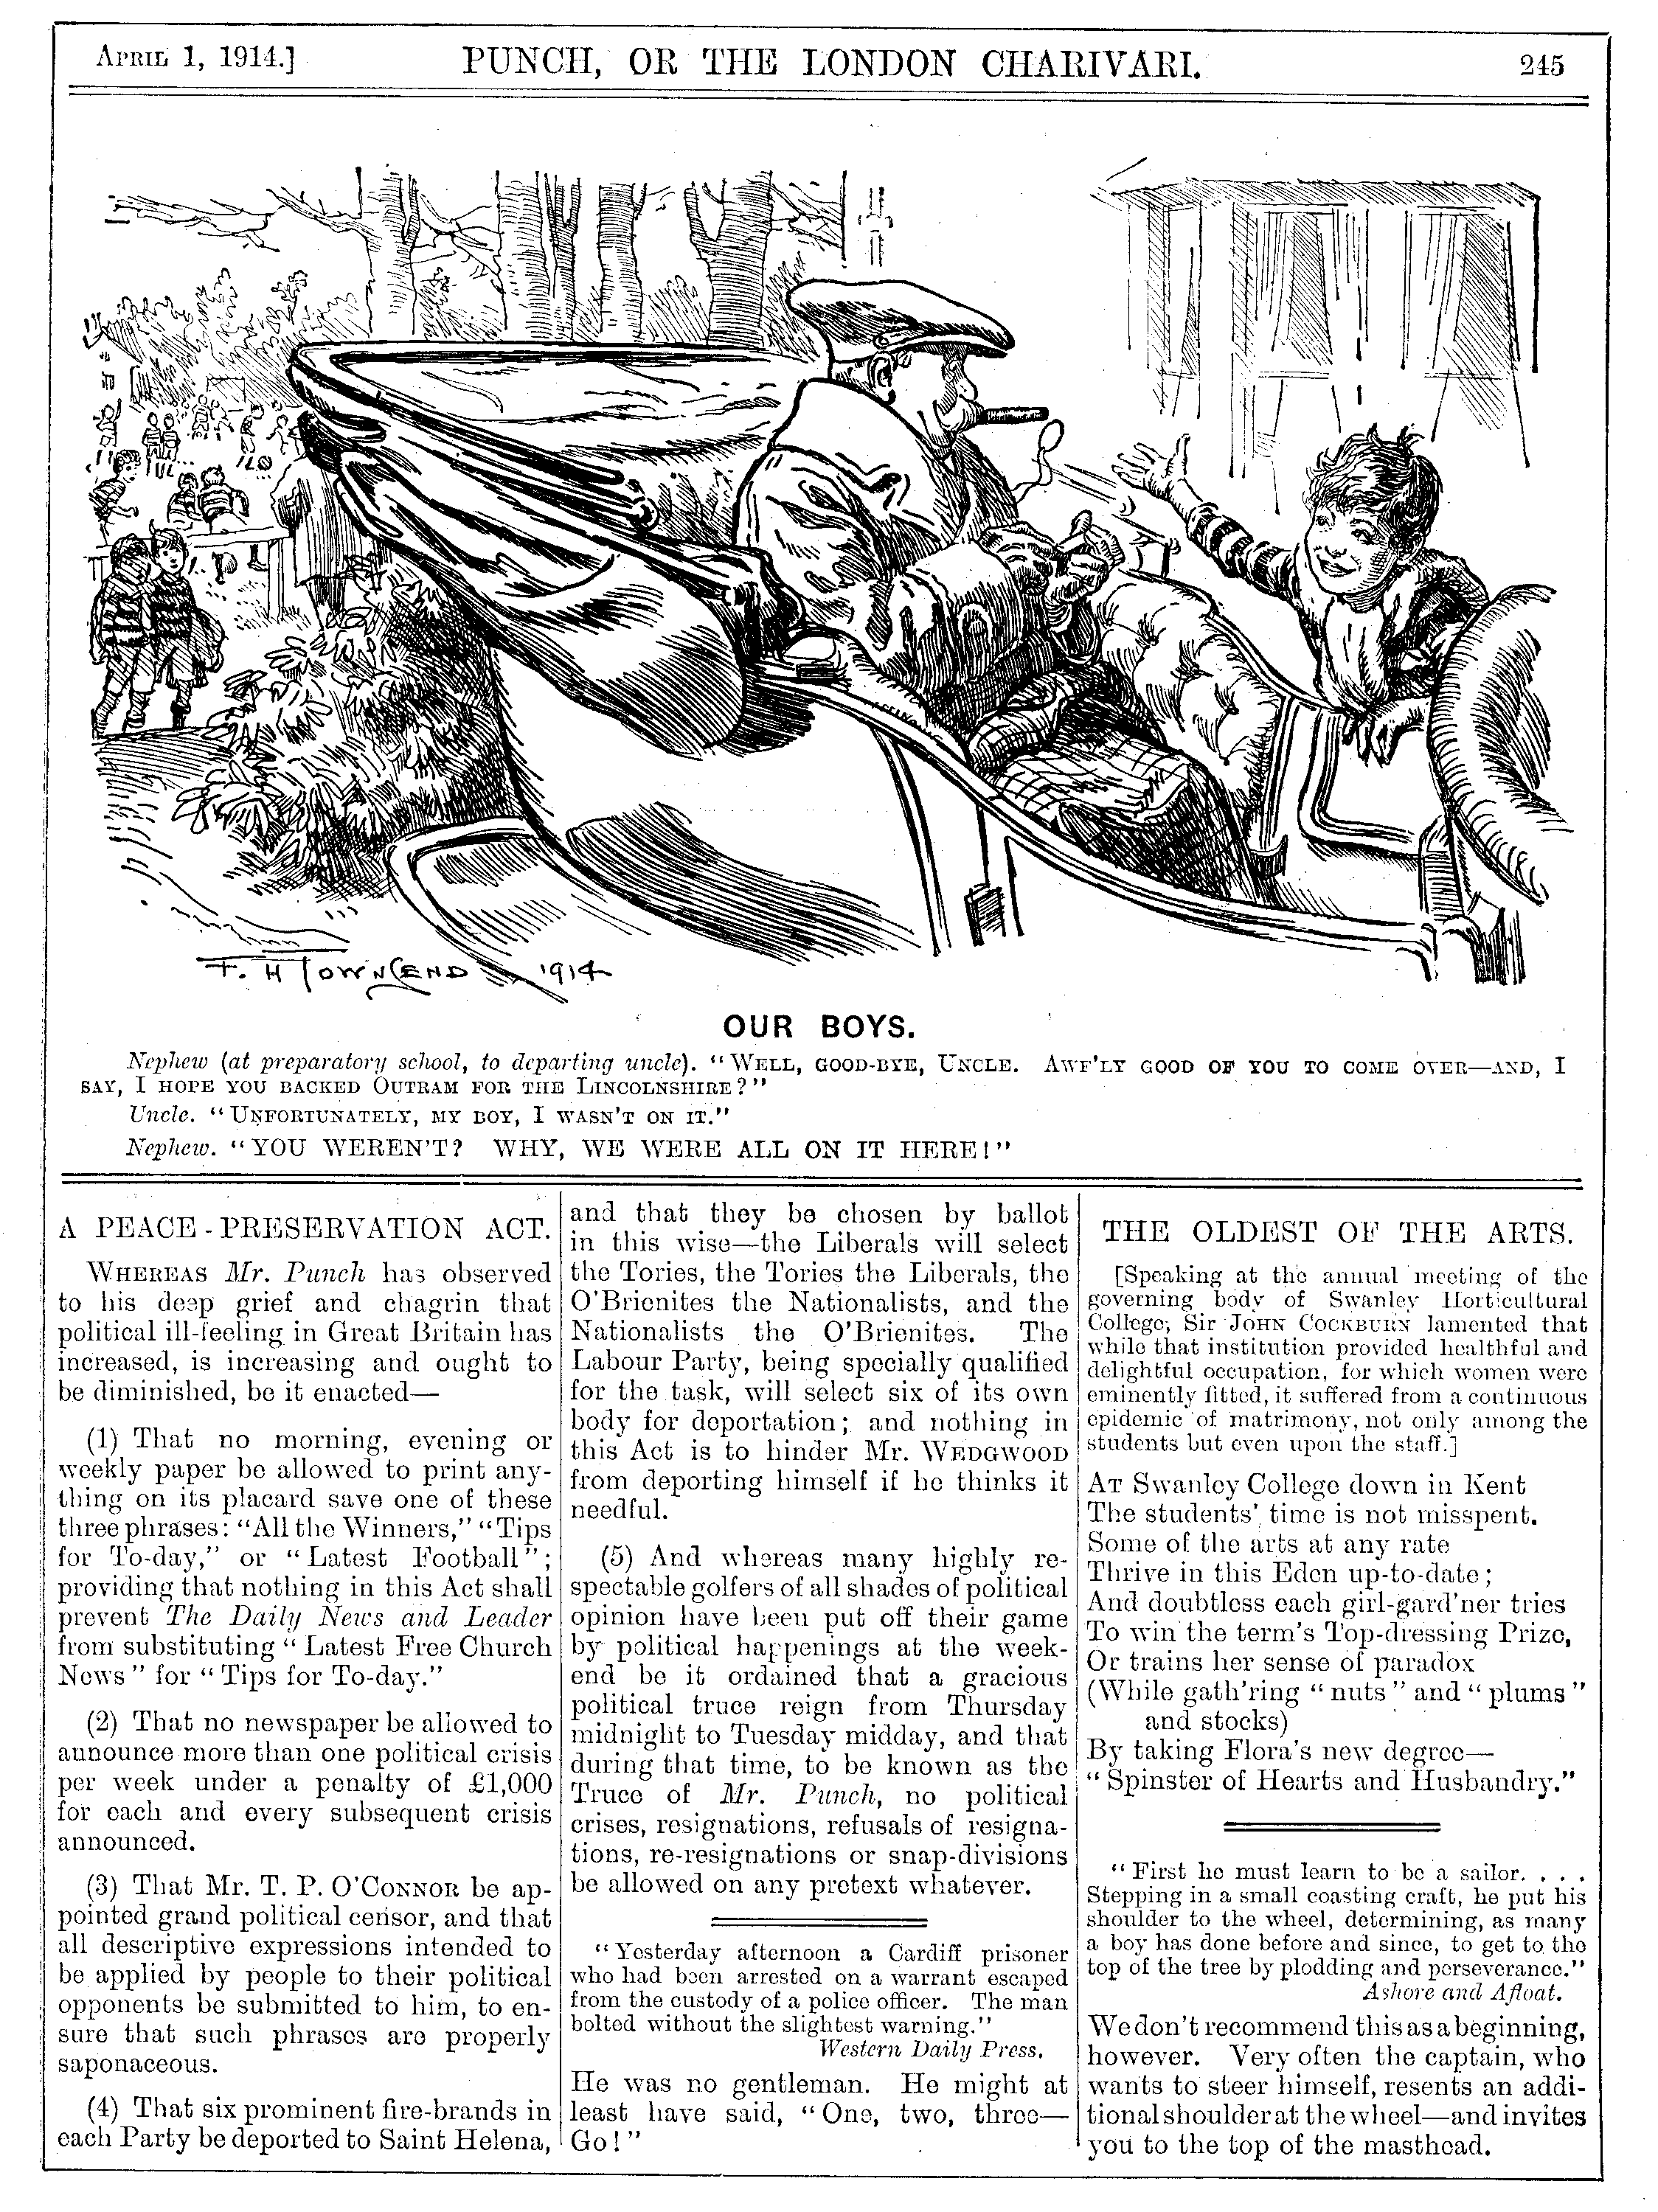 APRIL 1, 1914.]
PUNCH, OR THE LONDON CHARIVARI.
245
F. H TOWNSEND 1914
OUR BOYS.
Nephew (at preparatory school, to departing uncle). "WELL, GOOD-BYE, UNCLE. AWF'LY GOOD OF YOU TO COME OVER—AND, I
SAY, I HOPE YOU BACKED OUTRAM FOR THE LINCOLNSHIRE?"
Uncle. "UNFORTUNATELY, MY BOY, I WASN'T ON IT."
Nephew. "YOU WEREN'T? WHY, WE WERE ALL ON IT HERE!"
A PEACE-PRESERVATION ACT.
WHEREAS Mr. Punch has observed
to his deep grief and chagrin that
political ill-feeling in Great Britain has
increased, is increasing and ought to
be diminished, be it enacted—
(1) That no morning, evening or
weekly paper be allowed to print any-
thing on its placard save one of these
three phrases: "All the Winners," "Tips
for To-day," or "Latest Football";
providing that nothing in this Act shall
prevent The Daily News and Leader
from substituting "Latest Free Church
News" for "Tips for To-day."
(2) That no newspaper be allowed to
announce more than one political crisis
per week under a penalty of £1,000
for each and every subsequent crisis
announced.
(3) That Mr. T. P. O'CONNOR be ap-
pointed grand political censor, and that
all descriptive expressions intended to
be applied by people to their political
opponents be submitted to him, to en-
sure that such phrases are properly
saponaceous.
(4) That six prominent fire-brands in
each Party be deported to Saint Helena,
and that they be chosen by ballot
in this wise—the Liberals will select
the Tories, the Tories the Liberals, the
O'Brienites the Nationalists, and the
Nationalists the O'Brienites. The
Labour Party, being specially qualified
for the task, will select six of its own
body for deportation; and nothing in
this Act is to hinder Mr. WEDGWOOD
from deporting himself if he thinks it
needful.
(5) And whereas many highly re-
spectable golfers of all shades of political
opinion have been put off their game
by political happenings at the week-
end be it ordained that a gracious
political truce reign from Thursday
midnight to Tuesday midday, and that
during that time, to be known as the
Truce of Mr. Punch, no political
crises, resignations, refusals of resigna-
tions, re-resignations or snap-divisions
be allowed on any pretext whatever.
"Yesterday afternoon a Cardiff prisoner
who had been arrested on a warrant escaped
from the custody of a police officer. The man
bolted without the slightest warning."
Western Daily Press.
He was no gentleman. He might at
least have said, "One, two, three—
Go!"
THE OLDEST OF THE ARTS.
[Speaking at the annual meeting of the
governing body of Swanley Horticultural
College, Sir JOHN COCKBURN lamented that
while that institution provided healthful and
delightful occupation, for which women were
eminently fitted, it suffered from a continuous
epidemic of matrimony, not only among the
students but even upon the staff.]
AT Swanley College down in Kent
The students' time is not misspent.
Some of the arts at any rate
Thrive in this Eden up-to-date;
And doubtless each girl-gard'ner tries
To win the term's Top-dressing Prize,
Or trains her sense of paradox
(While gath'ring "nuts" and "plums"
and stocks)
By taking Flora's new degree—
"Spinster of Hearts and Husbandry."
"First he must learn to be a sailor. . . .
Stepping in a small coasting craft, he put his
shoulder to the wheel, determining, as many
a boy has done before and since, to get to the
top of the tree by plodding and perseverance."
Ashore and Afloat.
We don't recommend this as a beginning,
however. Very often the captain, who
wants to steer himself, resents an addi-
tional shoulder at the wheel—and invites
you to the top of the masthead.